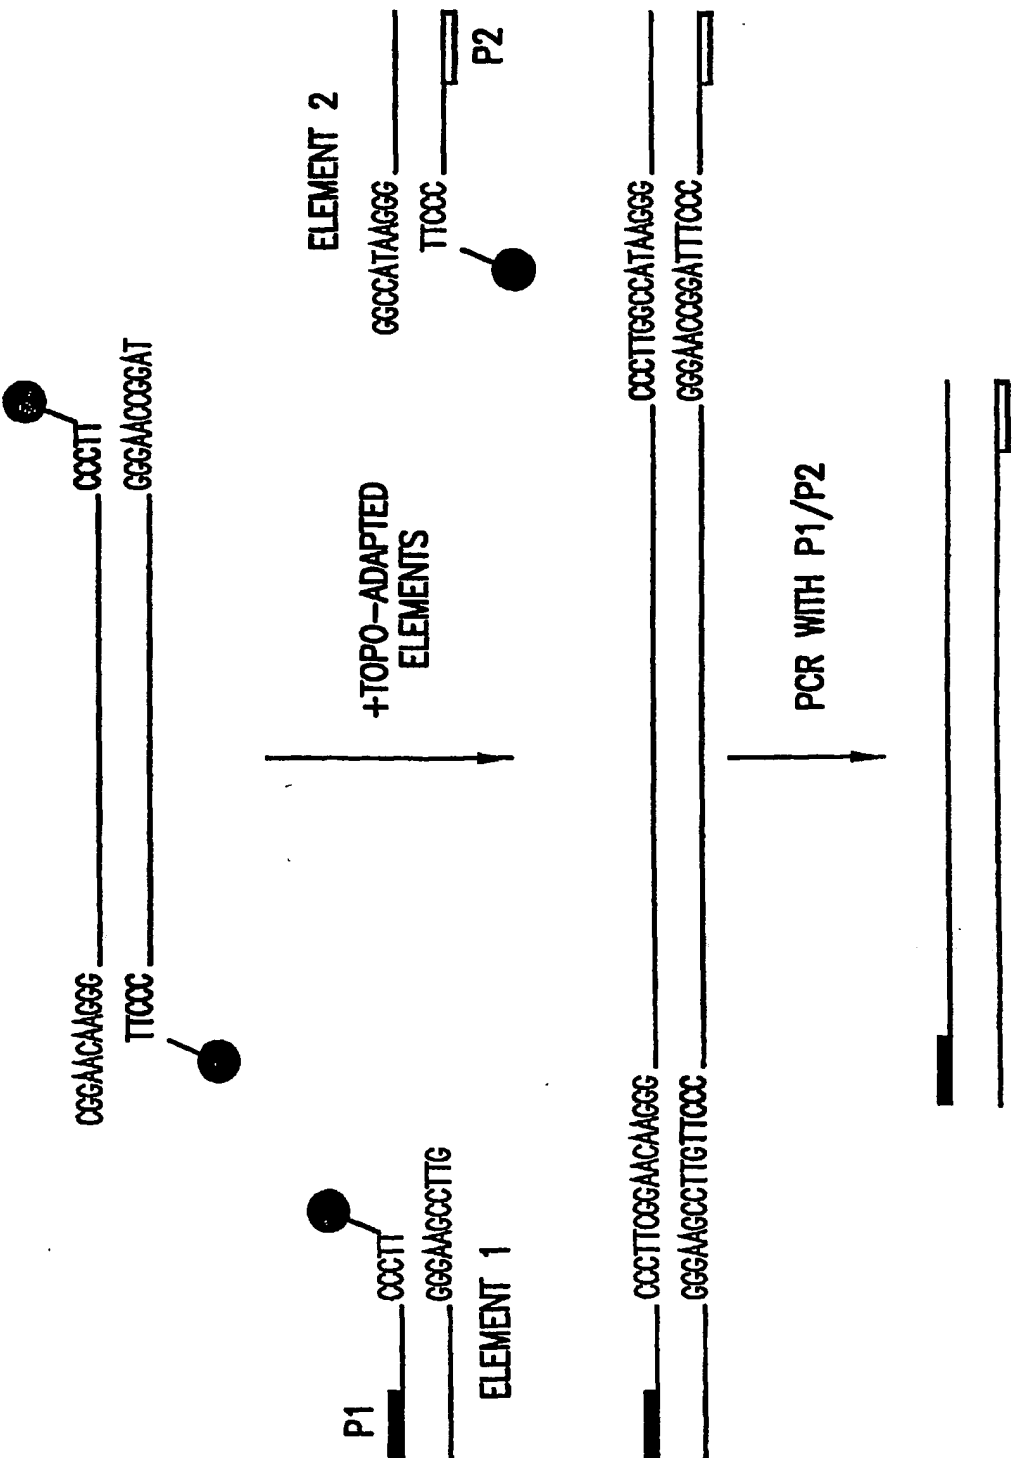 CGGAACAAGGG CCCTT
TTCCC GGGAACCGGAT
ELEMENT 2
P1
CCCTT
GGGAAGCCTTG
ELEMENT 1
+TOPO-ADAPTED
ELEMENTS
GGCCATAAGGG
TTCCC
P2
CCCTTCGGAACAAGGG CCCTTGGCCATAAGGG
GGGAAGCCTTGTTCCC GGGAACCGGATTTCCC
PCR WITH P1/P2